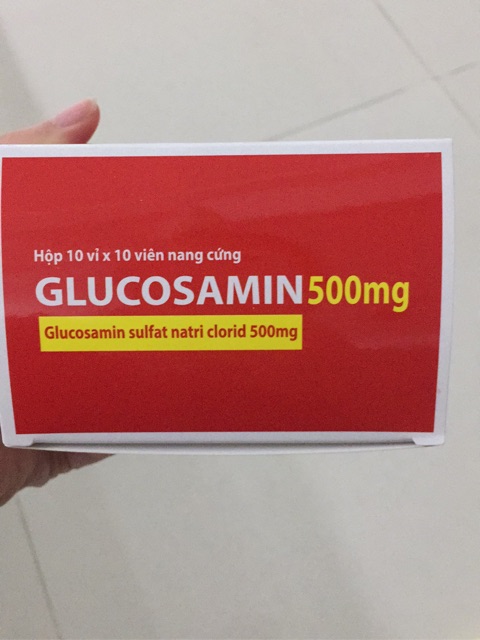 Hộp 10 vỉ x 10 viên nang cứng
GLUCOSAMIN 500mg
Glucosamin sulfat natri clorid 500mg